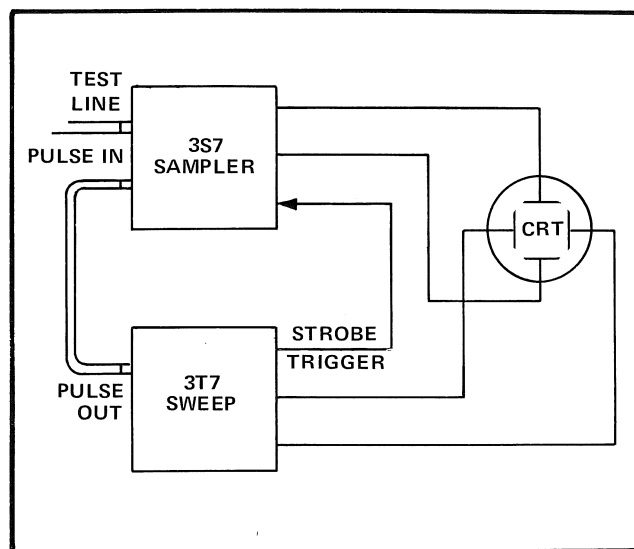 TEST
LINE
PULSE IN
3S7
SAMPLER
CRT
STROBE
TRIGGER
3T7
SWEEP
PULSE
OUT